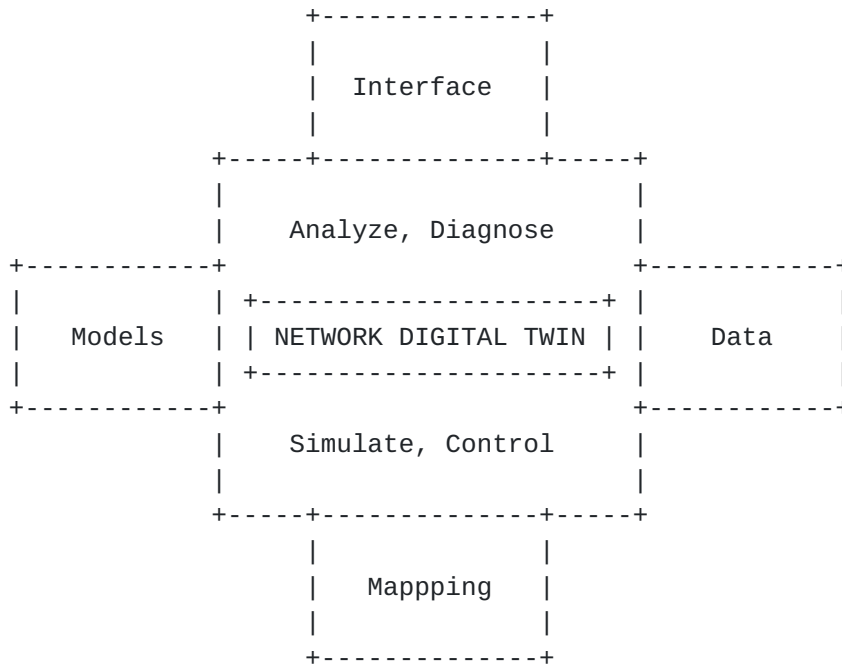 Interface
Analyze, Diagnose
Models
NETWORK DIGITAL TWIN
Data
Simulate, Control
Mappping